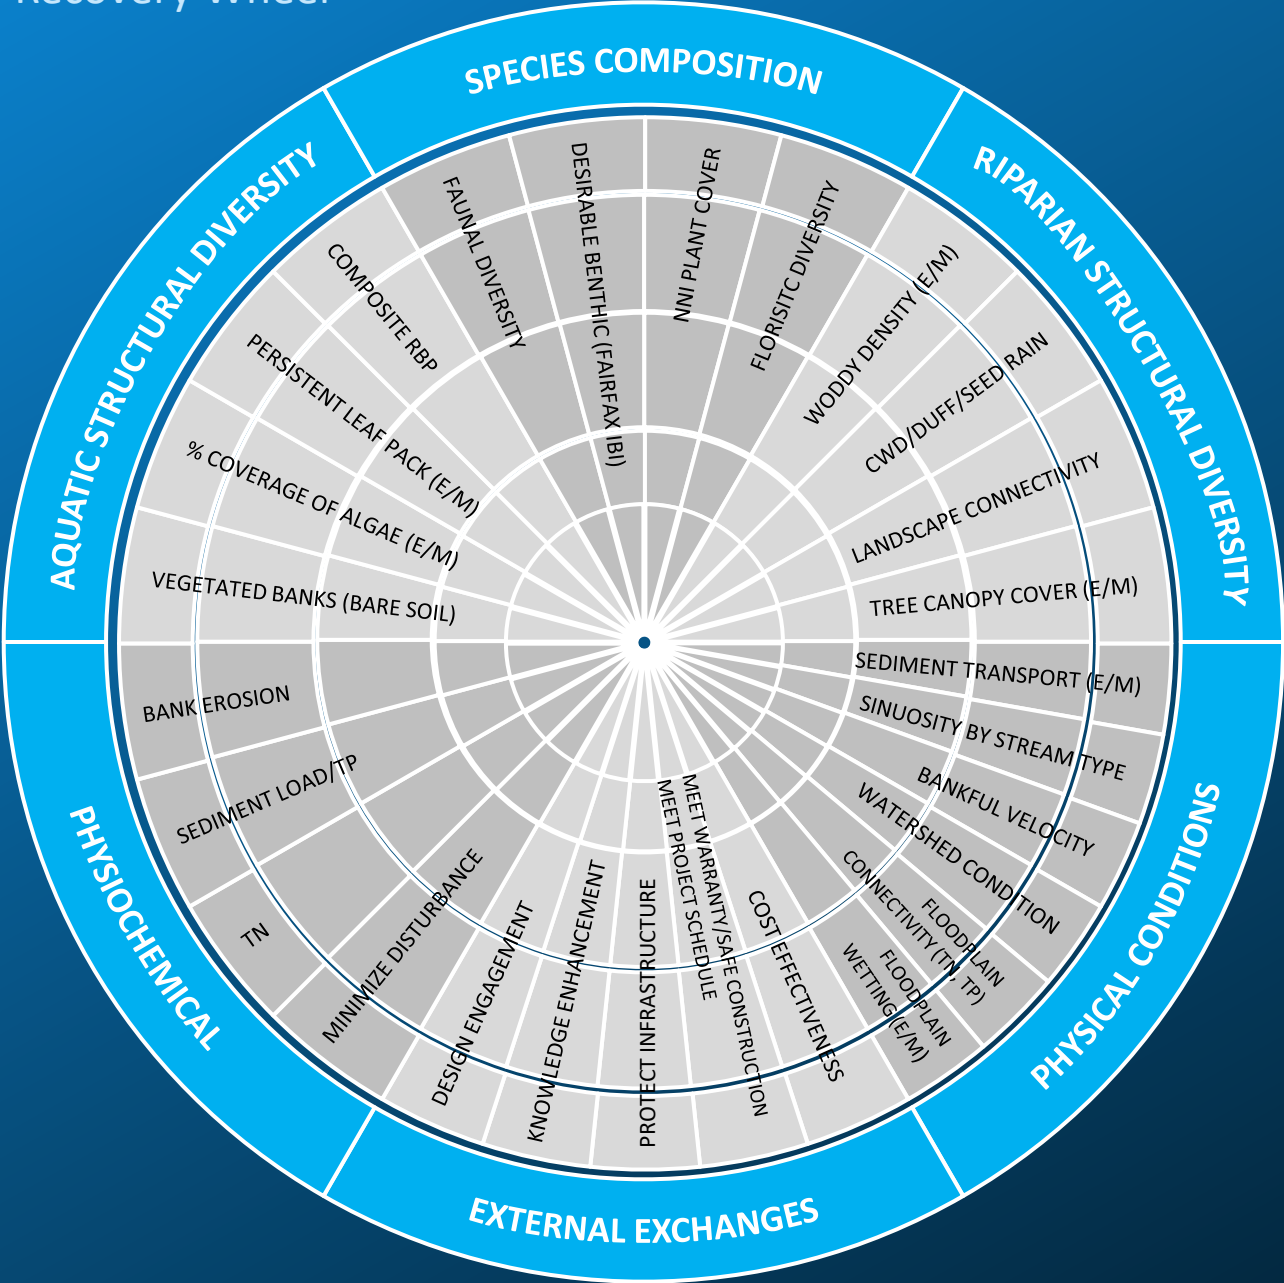 Recovery Wheel
SPECIES COMPOSITION
FAUNAL DIVERSITY
DESIRABLE BENTHIC (FAIRFAX IBI)
NNI PLANT COVER
FLORISITC DIVERSITY
RIPARIAN STRUCTURAL DIVERSITY
WODDY DENSITY (E/M)
CWD/DUFF/SEED RAIN
LANDSCAPE CONNECTIVITY
TREE CANOPY COVER (E/M)
PHYSICAL CONDITIONS
SEDIMENT TRANSPORT (E/M)
SINUOSITY BY STREAM TYPE
BANKFUL VELOCITY
WATERSHED CONDITION
FLOODPLAIN
CONNECTIVITY (TN, TP)
FLOODPLAIN
WETTING(E/M)
EXTERNAL EXCHANGES
COST EFFECTIVENESS
MEET WARRANTY/SAFE CONSTRUCTION
MEET PROJECT SCHEDULE
PROTECT INFRASTRUCTURE
KNOWLEDGE ENHANCEMENT
DESIGN ENGAGEMENT
PHYSIOCHEMICAL
MINIMIZE DISTURBANCE
TN
SEDIMENT LOAD/TP
BANK EROSION
AQUATIC STRUCTURAL DIVERSITY
VEGETATED BANKS (BARE SOIL)
% COVERAGE OF ALGAE (E/M)
PERSISTENT LEAF PACK (E/M)
COMPOSITE RBP